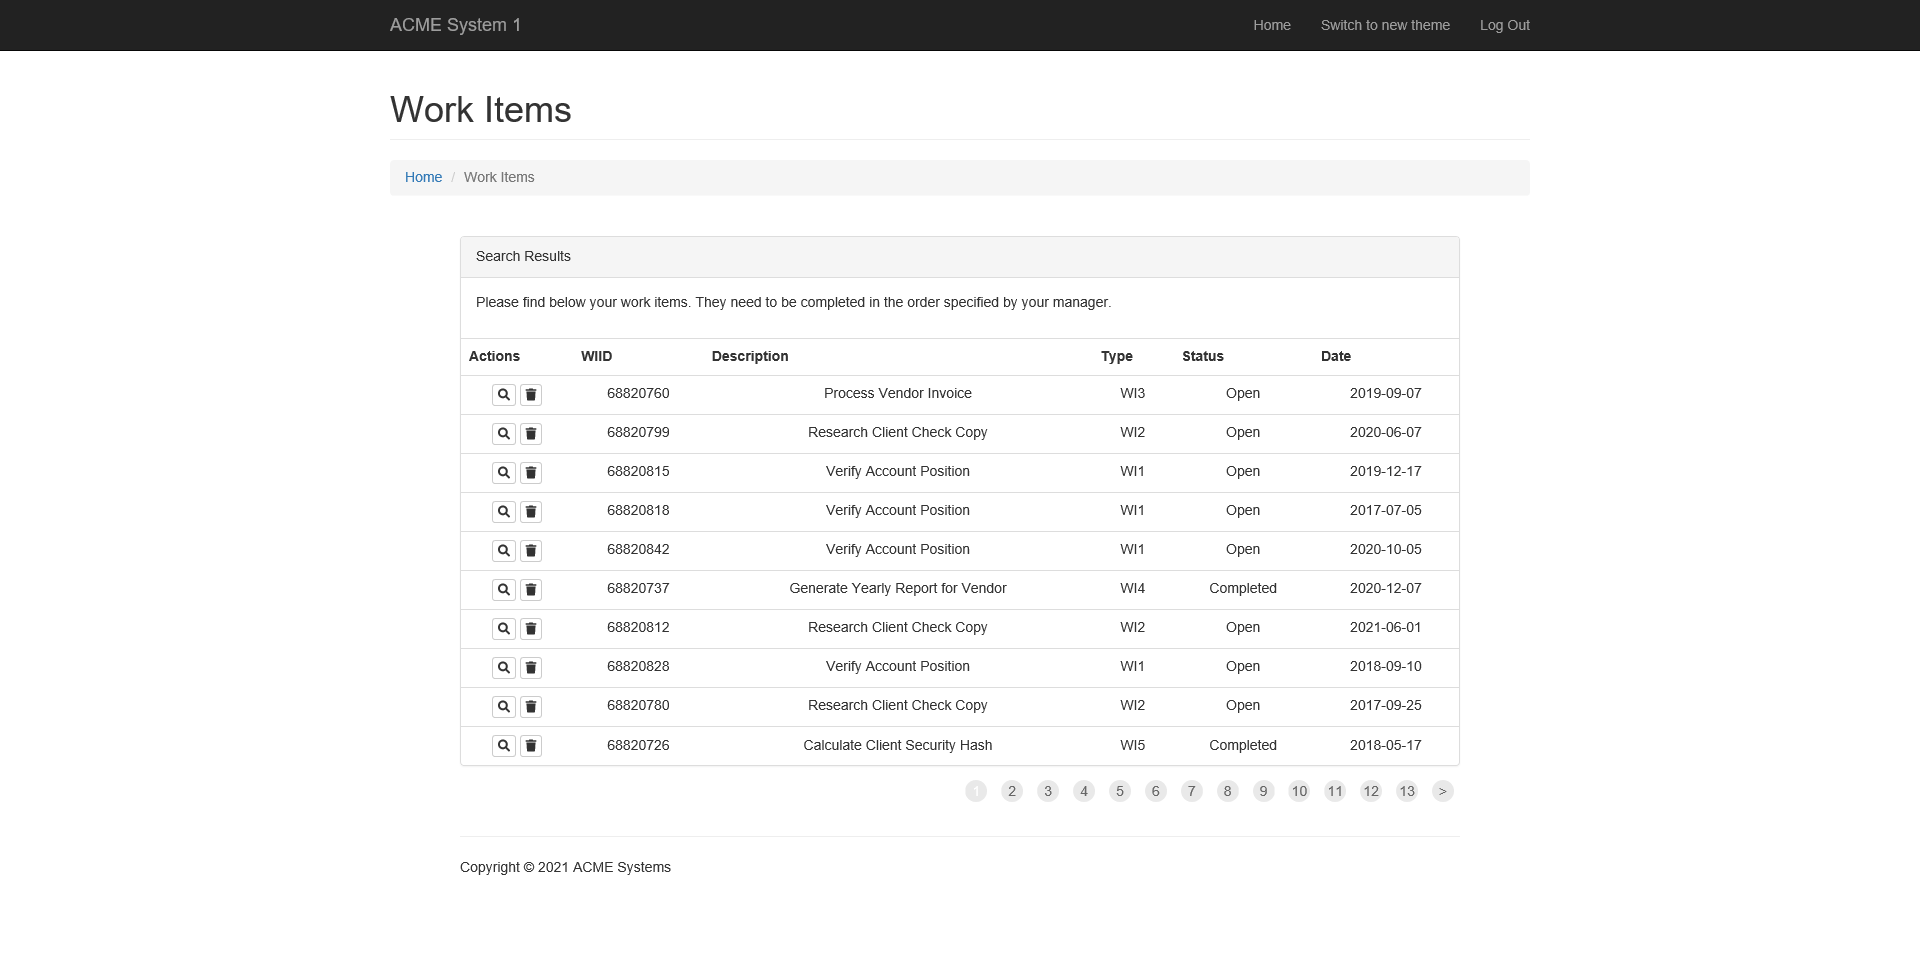 ACME System 1 Home Switch to new theme Log Out
Work Items
Home / Work Items
Search Results
Please find below your work items. They need to be completed in the order specified by your manager.
Actions WIID Description Type Status Date
68820760 Process Vendor Invoice WI3 Open 2019-09-07
68820799 Research Client Check Copy WI2 Open 2020-06-07
68820815 Verify Account Position WI1 Open 2019-12-17
68820818 Verify Account Position WI1 Open 2017-07-05
68820842 Verify Account Position WI1 Open 2020-10-05
68820737 Generate Yearly Report for Vendor WI4 Completed 2020-12-07
68820812 Research Client Check Copy WI2 Open 2021-06-01
68820828 Verify Account Position WI1 Open 2018-09-10
68820780 Research Client Check Copy WI2 Open 2017-09-25
68820726 Calculate Client Security Hash WI5 Completed 2018-05-17
1 2 3 4 5 6 7 8 9 10 11 12 13 >
Copyright © 2021 ACME Systems